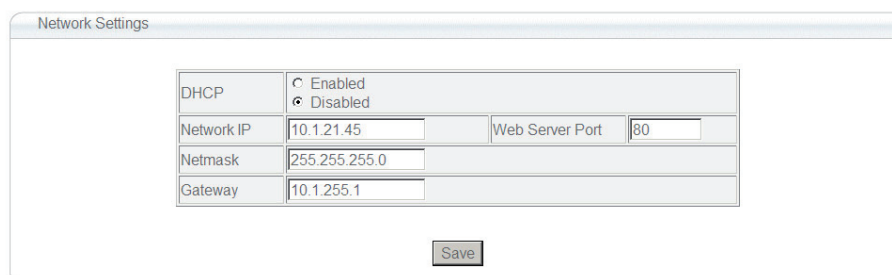 Network Settings
DHCP
Enabled
Disabled
Network IP 10.1.21.45 Web Server Port 80
Netmask 255.255.255.0
Gateway 10.1.255.1
Save